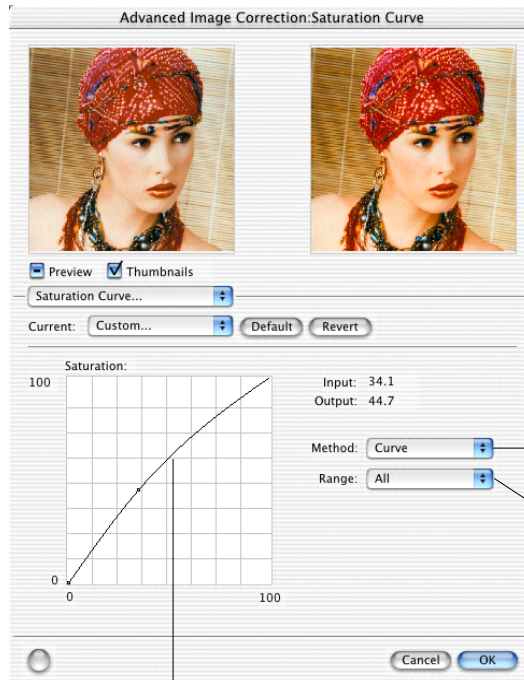 Advanced Image Correction:Saturation Curve
Preview Thumbnails
Saturation Curve...
Current: Custom... Default Revert
Saturation:
100
Input: 34.1
Output: 44.7
Method: Curve
Range: All
0
0 100
Cancel OK